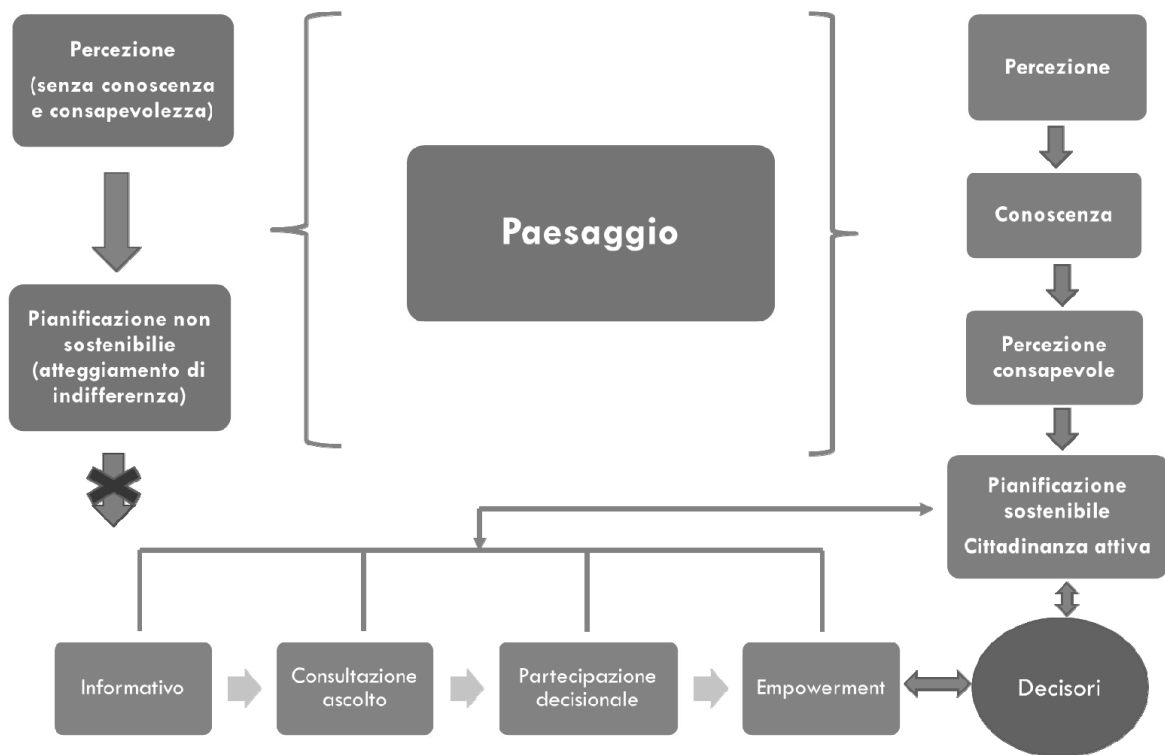 Percezione
(senza conoscenza
e consapevolezza)
Pianificazione non
sostenibilie
(atteggiamento di
indifferernza)
Paesaggio
Percezione
Conoscenza
Percezione
consapevole
Pianificazione
sostenibile
Cittadinanza attiva
Informativo
Consultazione
ascolto
Partecipazione
decisionale
Empowerment
Decisori